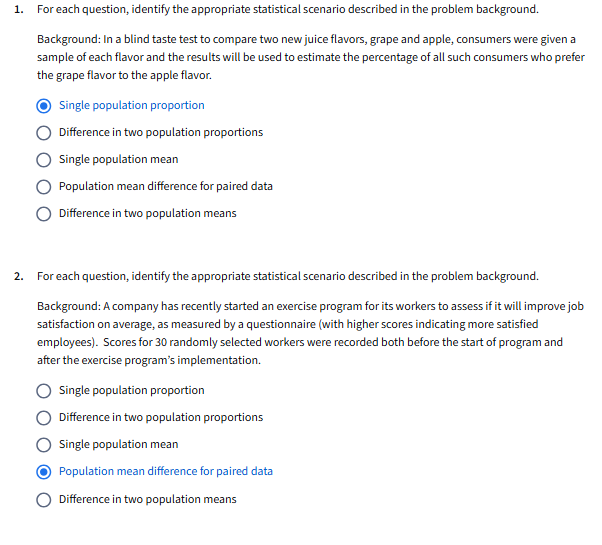 1. For each question, identify the appropriate statistical scenario described in the problem background.
Background: In a blind taste test to compare two new juice flavors, grape and apple, consumers were given a
sample of each flavor and the results will be used to estimate the percentage of all such consumers who prefer
the grape flavor to the apple flavor.
Single population proportion
Difference in two population proportions
Single population mean
Population mean difference for paired data
Difference in two population means
2. For each question, identify the appropriate statistical scenario described in the problem background.
Background: A company has recently started an exercise program for its workers to assess if it will improve job
satisfaction on average, as measured by a questionnaire (with higher scores indicating more satisfied
employees). Scores for 30 randomly selected workers were recorded both before the start of program and
after the exercise program's implementation.
Single population proportion
Difference in two population proportions
Single population mean
Population mean difference for paired data
Difference in two population means